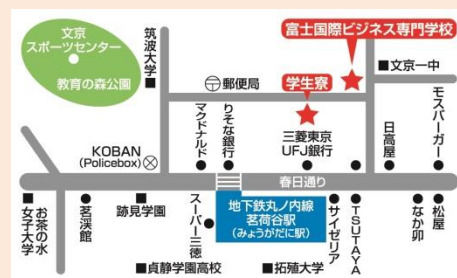 文京
スポーツセンター
教育の森公園
筑波大学
富士国際ビジネス専門学校
文京一中
郵便局
学生寮
マクドナルド
りそな銀行
三菱東京
UFJ銀行
日高屋
モスバーガー
KOBAN
(Policebox)
春日通り
お茶の水
女子大学
茗渓館
跡見学園
スーパー三徳
地下鉄丸ノ内線
茗荷谷駅
(みょうがだに駅)
サイゼリア
TSUTAYA
なか卯
松屋
貞静学園高校
拓殖大学